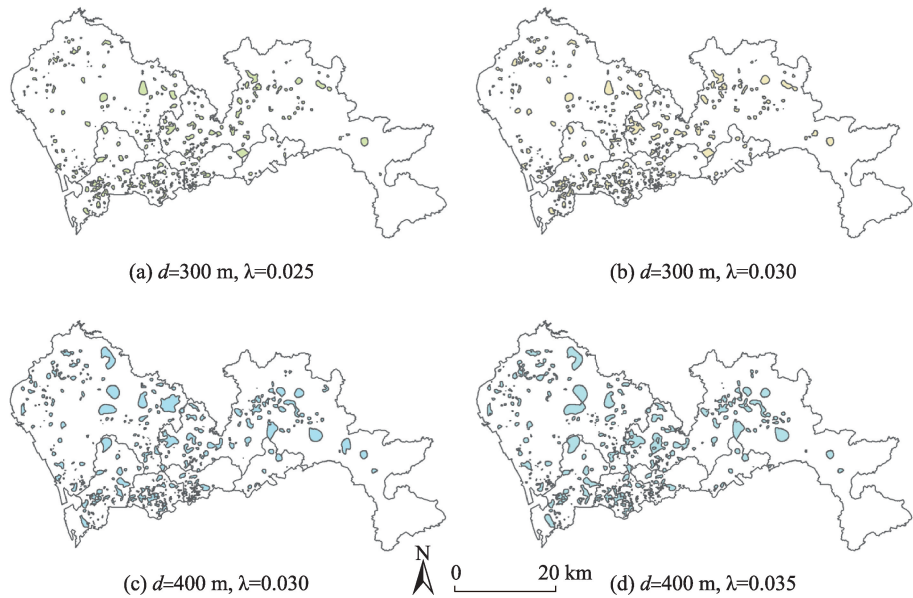 (a) d=300 m, λ=0.025
(b) d=300 m, λ=0.030
(c) d=400 m, λ=0.030
N
0 20 km
(d) d=400 m, λ=0.035